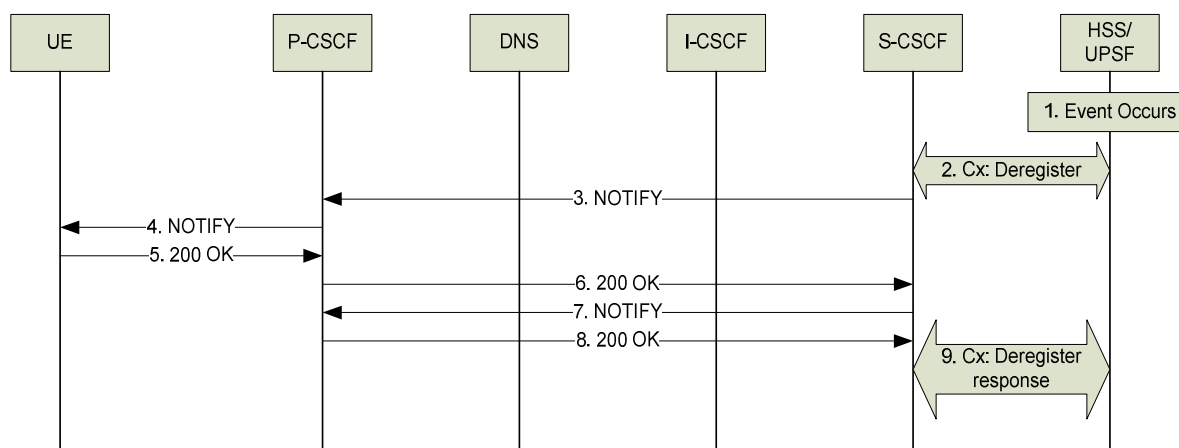 UE
P-CSCF
DNS
I-CSCF
S-CSCF
HSS/
UPSF
1. Event Occurs
2. Cx: Deregister
3. NOTIFY
4. NOTIFY
5. 200 OK
6. 200 OK
7. NOTIFY
8. 200 OK
9. Cx: Deregister
response